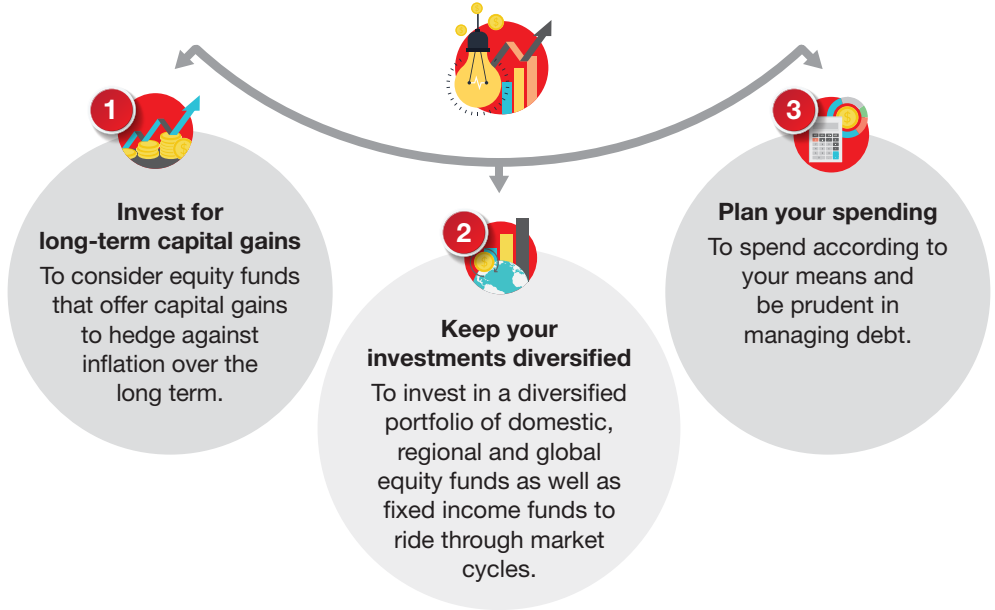 1
Invest for
long-term capital gains
To consider equity funds
that offer capital gains
to hedge against
inflation over the
long term.
2
Keep your
investments diversified
To invest in a diversified
portfolio of domestic,
regional and global
equity funds as well as
fixed income funds to
ride through market
cycles.
3
Plan your spending
To spend according to
your means and
be prudent in
managing debt.